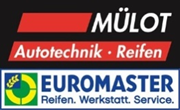 MÜLOT
Autotechnik · Reifen
EUROMASTER
Reifen. Werkstatt. Service.